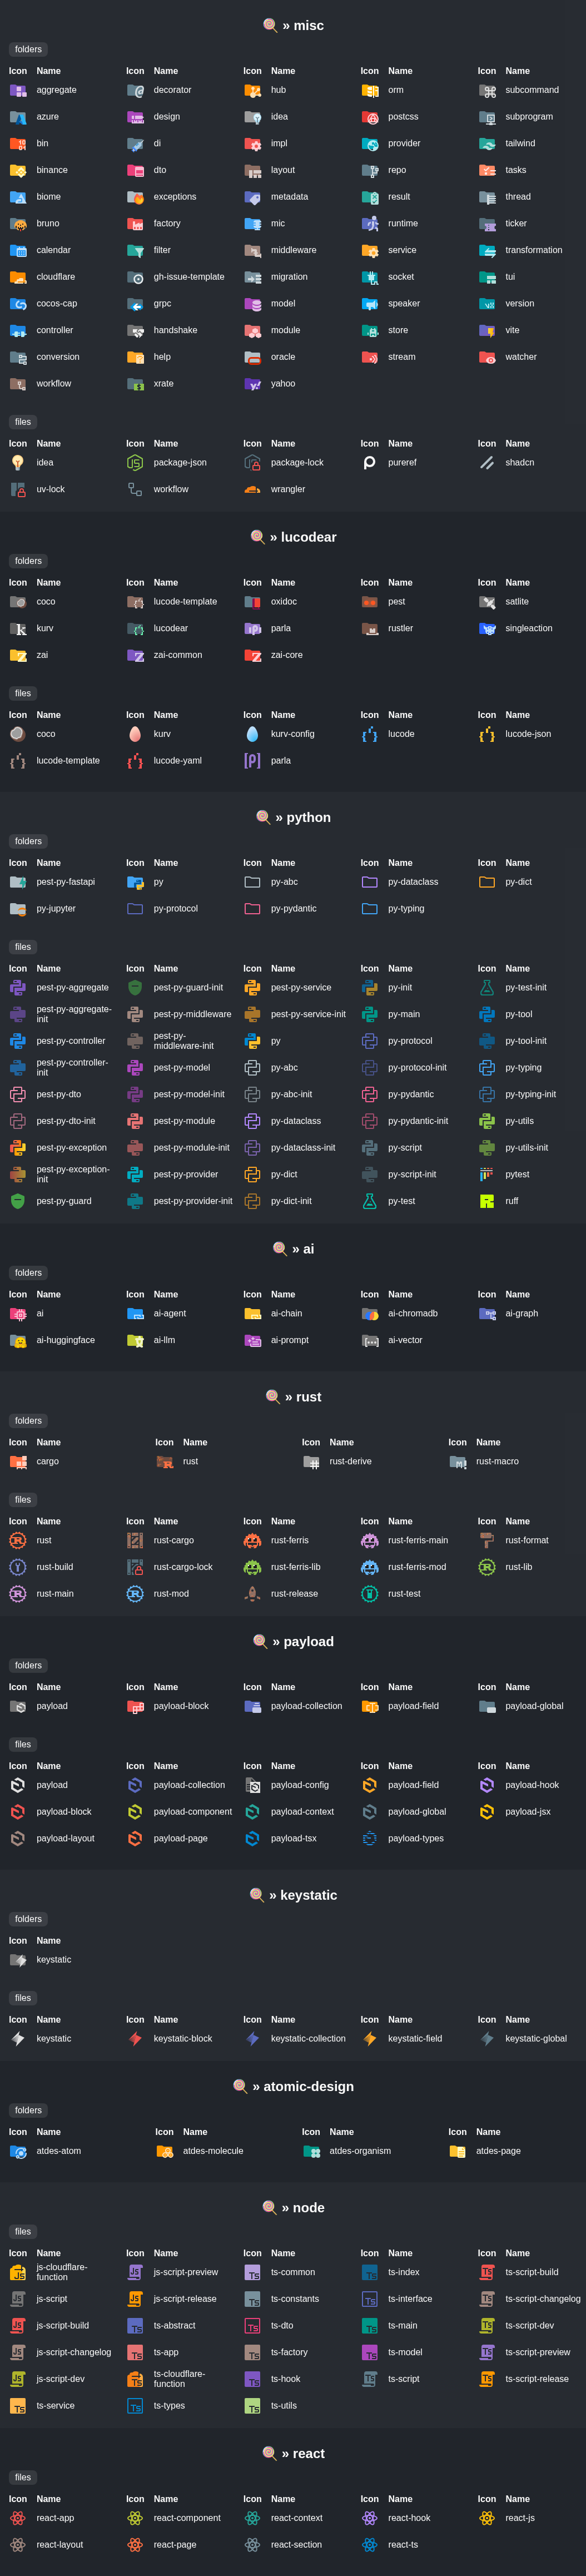 » misc
folders
Icon Name Icon Name Icon Name Icon Name Icon Name
aggregate decorator hub orm subcommand
azure design idea postcss subprogram
bin di impl provider tailwind
binance dto layout repo tasks
biome exceptions metadata result thread
bruno factory mic runtime ticker
calendar filter middleware service transformation
cloudflare gh-issue-template migration socket tui
cocos-cap grpc model speaker version
controller handshake module store vite
conversion help oracle stream watcher
workflow xrate yahoo
files
Icon Name Icon Name Icon Name Icon Name Icon Name
idea package-json package-lock pureref shadcn
uv-lock workflow wrangler
» lucodear
folders
Icon Name Icon Name Icon Name Icon Name Icon Name
coco lucode-template oxidoc pest satlite
kurv lucodear parla rustler singleaction
zai zai-common zai-core
files
Icon Name Icon Name Icon Name Icon Name Icon Name
coco kurv kurv-config lucode lucode-json
lucode-template lucode-yaml parla
» python
folders
Icon Name Icon Name Icon Name Icon Name Icon Name
pest-py-fastapi py py-abc py-dataclass py-dict
py-jupyter py-protocol py-pydantic py-typing
files
Icon Name Icon Name Icon Name Icon Name Icon Name
pest-py-aggregate pest-py-guard-init pest-py-service py-init py-test-init
pest-py-aggregate-
init pest-py-middleware pest-py-service-init py-main py-tool
pest-py-controller pest-py-
middleware-init py py-protocol py-tool-init
pest-py-controller-
init pest-py-model py-abc py-protocol-init py-typing
pest-py-dto pest-py-model-init py-abc-init py-pydantic py-typing-init
pest-py-dto-init pest-py-module py-dataclass py-pydantic-init py-utils
pest-py-exception pest-py-module-init py-dataclass-init py-script py-utils-init
pest-py-exception-
init pest-py-provider py-dict py-script-init pytest
pest-py-guard pest-py-provider-init py-dict-init py-test ruff
» ai
folders
Icon Name Icon Name Icon Name Icon Name Icon Name
ai ai-agent ai-chain ai-chromadb ai-graph
ai-huggingface ai-llm ai-prompt ai-vector
» rust
folders
Icon Name Icon Name Icon Name Icon Name
cargo rust rust-derive rust-macro
files
Icon Name Icon Name Icon Name Icon Name Icon Name
rust rust-cargo rust-ferris rust-ferris-main rust-format
rust-build rust-cargo-lock rust-ferris-lib rust-ferris-mod rust-lib
rust-main rust-mod rust-release rust-test
» payload
folders
Icon Name Icon Name Icon Name Icon Name Icon Name
payload payload-block payload-collection payload-field payload-global
files
Icon Name Icon Name Icon Name Icon Name Icon Name
payload payload-collection payload-config payload-field payload-hook
payload-block payload-component payload-context payload-global payload-jsx
payload-layout payload-page payload-tsx payload-types
» keystatic
folders
Icon Name
keystatic
files
Icon Name Icon Name Icon Name Icon Name Icon Name
keystatic keystatic-block keystatic-collection keystatic-field keystatic-global
» atomic-design
folders
Icon Name Icon Name Icon Name Icon Name
atdes-atom atdes-molecule atdes-organism atdes-page
» node
files
Icon Name Icon Name Icon Name Icon Name Icon Name
js-cloudflare-
function js-script-preview ts-common ts-index ts-script-build
js-script js-script-release ts-constants ts-interface ts-script-changelog
js-script-build ts-abstract ts-dto ts-main ts-script-dev
js-script-changelog ts-app ts-factory ts-model ts-script-preview
js-script-dev ts-cloudflare-
function ts-hook ts-script ts-script-release
ts-service ts-types ts-utils
» react
files
Icon Name Icon Name Icon Name Icon Name Icon Name
react-app react-component react-context react-hook react-js
react-layout react-page react-section react-ts